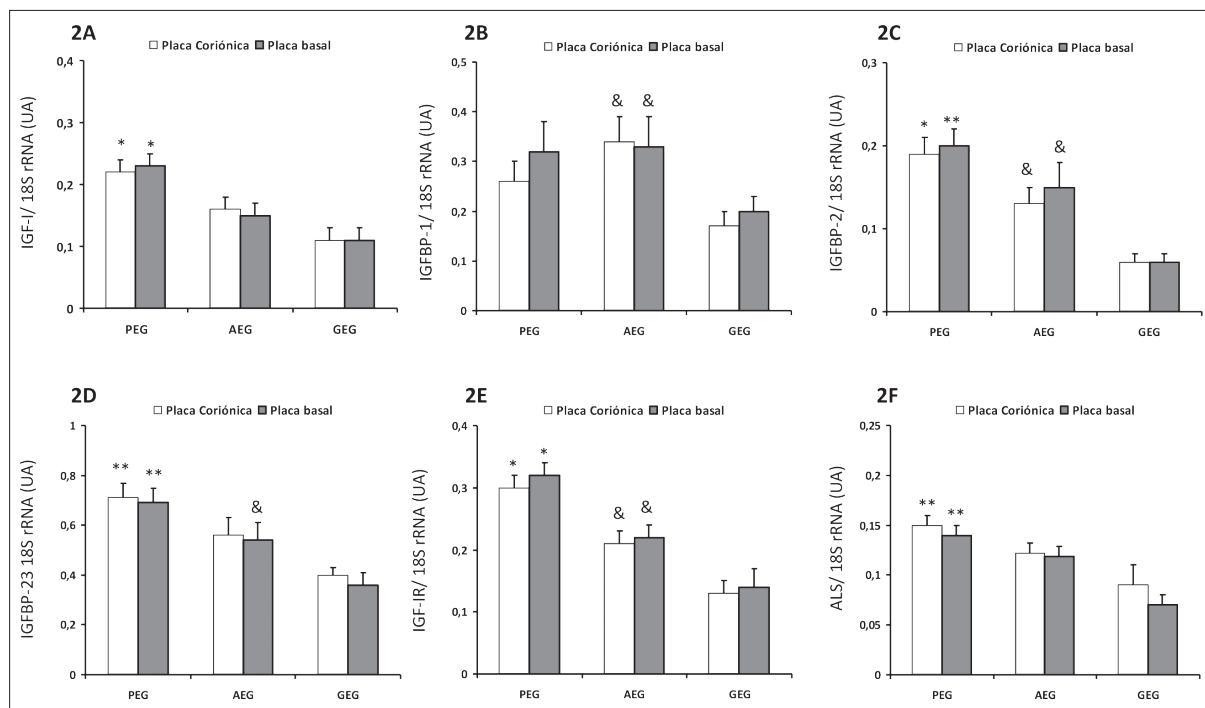 2A
Placa Coriónica Placa basal
IGF-I/ 18S rRNA (UA)
0,4
0,3
0,2
0,1
0
* *
PEG AEG GEG
2B
Placa Coriónica Placa basal
IGFBP-1/ 18S rRNA (UA)
0,5
0,4
0,3
0,2
0,1
0,0
& &
PEG AEG GEG
2C
Placa Coriónica Placa basal
IGFBP-2/ 18S rRNA (UA)
0,3
0,2
0,1
0
* ** & &
PEG AEG GEG
2D
Placa Coriónica Placa basal
IGFBP-23 18S rRNA (UA)
1
0,8
0,6
0,4
0,2
0
** ** &
PEG AEG GEG
2E
Placa Coriónica Placa basal
IGF-IR/ 18S rRNA (UA)
0,4
0,3
0,2
0,1
0
* * & &
PEG AEG GEG
2F
Placa Coriónica Placa basal
ALS/ 18S rRNA (UA)
0,25
0,2
0,15
0,1
0,05
0
** **
PEG AEG GEG